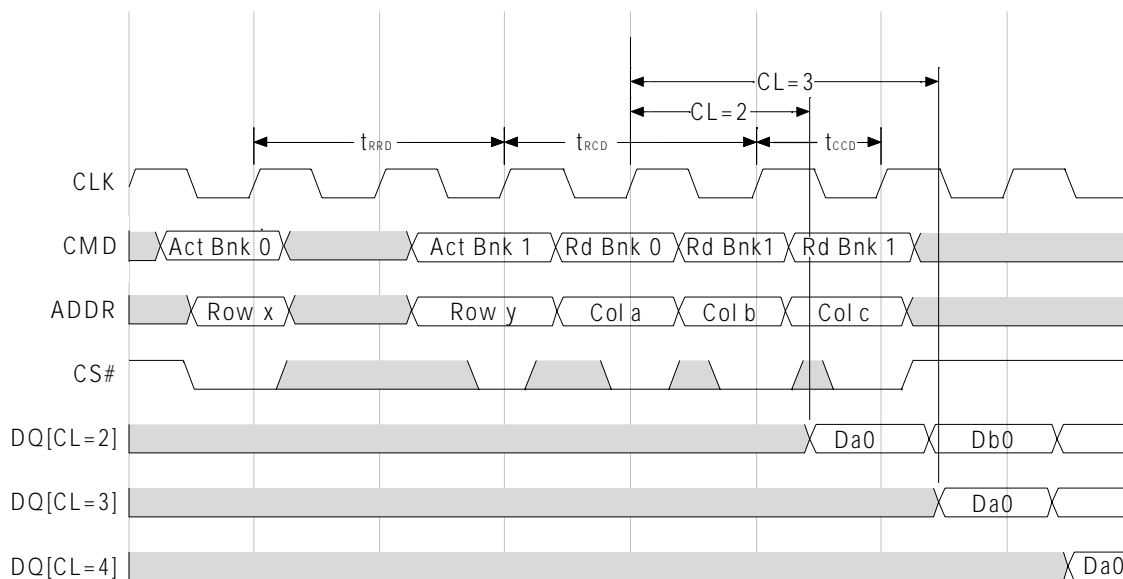 CL=3
CL=2
tRRD tRCD tCCD
CLK
CMD Act Bnk 0 Act Bnk 1 Rd Bnk 0 Rd Bnk1 Rd Bnk 1
ADDR Row x Row y Col a Col b Col c
CS#
DQ[CL=2] Da0 Db0
DQ[CL=3] Da0
DQ[CL=4] Da0